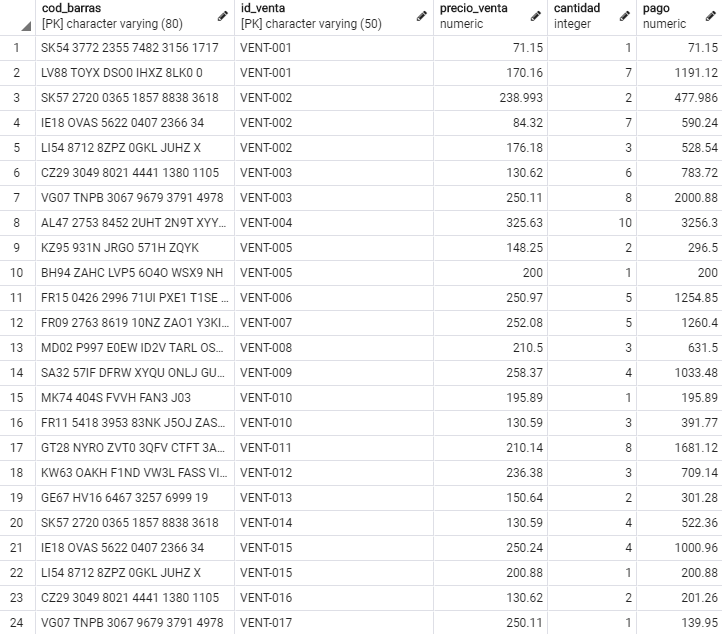 cod_barras id_venta precio_venta cantidad pago
[PK] character varying (80) [PK] character varying (50) numeric integer numeric
1 SK54 3772 2355 7482 3156 1717 VENT-001 71.15 1 71.15
2 LV88 TOYX DSO0 IHXZ 8LK0 0 VENT-001 170.16 7 1191.12
3 SK57 2720 0365 1857 8838 3618 VENT-002 238.993 2 477.986
4 IE18 OVAS 5622 0407 2366 34 VENT-002 84.32 7 590.24
5 LI54 8712 8ZPZ 0GKL JUHZ X VENT-002 176.18 3 528.54
6 CZ29 3049 8021 4441 1380 1105 VENT-003 130.62 6 783.72
7 VG07 TNPB 3067 9679 3791 4978 VENT-003 250.11 8 2000.88
8 AL47 2753 8452 2UHT 2N9T XYY... VENT-004 325.63 10 3256.3
9 KZ95 931N JRGO 571H ZQYK VENT-005 148.25 2 296.5
10 BH94 ZAHC LVP5 6O4O WSX9 NH VENT-005 200 1 200
11 FR15 0426 2996 71UI PXE1 T1SE ... VENT-006 250.97 5 1254.85
12 FR09 2763 8619 10NZ ZAO1 Y3KI... VENT-007 252.08 5 1260.4
13 MD02 P997 E0EW ID2V TARL OS... VENT-008 210.5 3 631.5
14 SA32 57IF DFRW XYQU ONLJ GU... VENT-009 258.37 4 1033.48
15 MK74 404S FVVH FAN3 J03 VENT-010 195.89 1 195.89
16 FR11 5418 3953 83NK J5OJ ZAS... VENT-010 130.59 3 391.77
17 GT28 NYRO ZVT0 3QFV CTFT 3A... VENT-011 210.14 8 1681.12
18 KW63 OAKH F1ND VW3L FASS VI... VENT-012 236.38 3 709.14
19 GE67 HV16 6467 3257 6999 19 VENT-013 150.64 2 301.28
20 SK57 2720 0365 1857 8838 3618 VENT-014 130.59 4 522.36
21 IE18 OVAS 5622 0407 2366 34 VENT-015 250.24 4 1000.96
22 LI54 8712 8ZPZ 0GKL JUHZ X VENT-015 200.88 1 200.88
23 CZ29 3049 8021 4441 1380 1105 VENT-016 130.62 2 201.26
24 VG07 TNPB 3067 9679 3791 4978 VENT-017 250.11 1 139.95